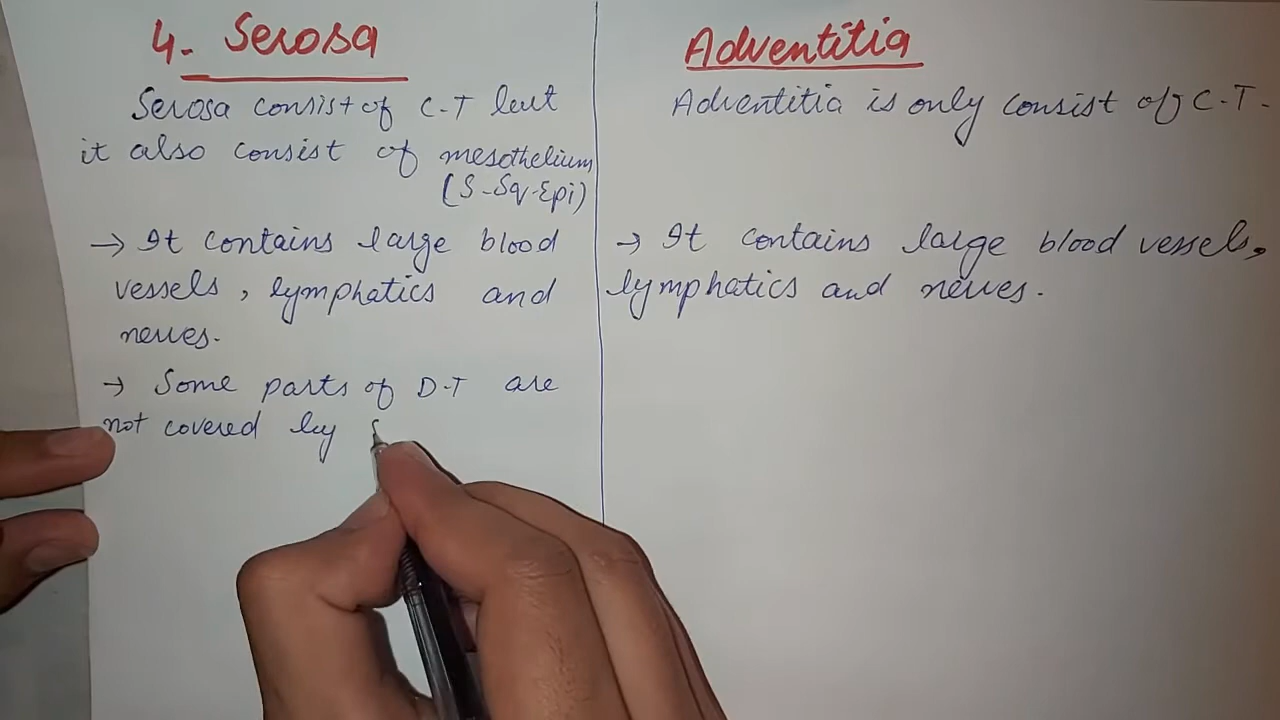 4. Serosa
Serosa consist of C-T but
it also consist of mesothelium
(S-Sq-Epi)
→ It contains large blood
vessels, lymphatics and
nerves.
→ Some parts of D-T are
not covered by
Adventitia
Adventitia is only consist of C-T.
→ It contains large blood vessels,
lymphatics and nerves.